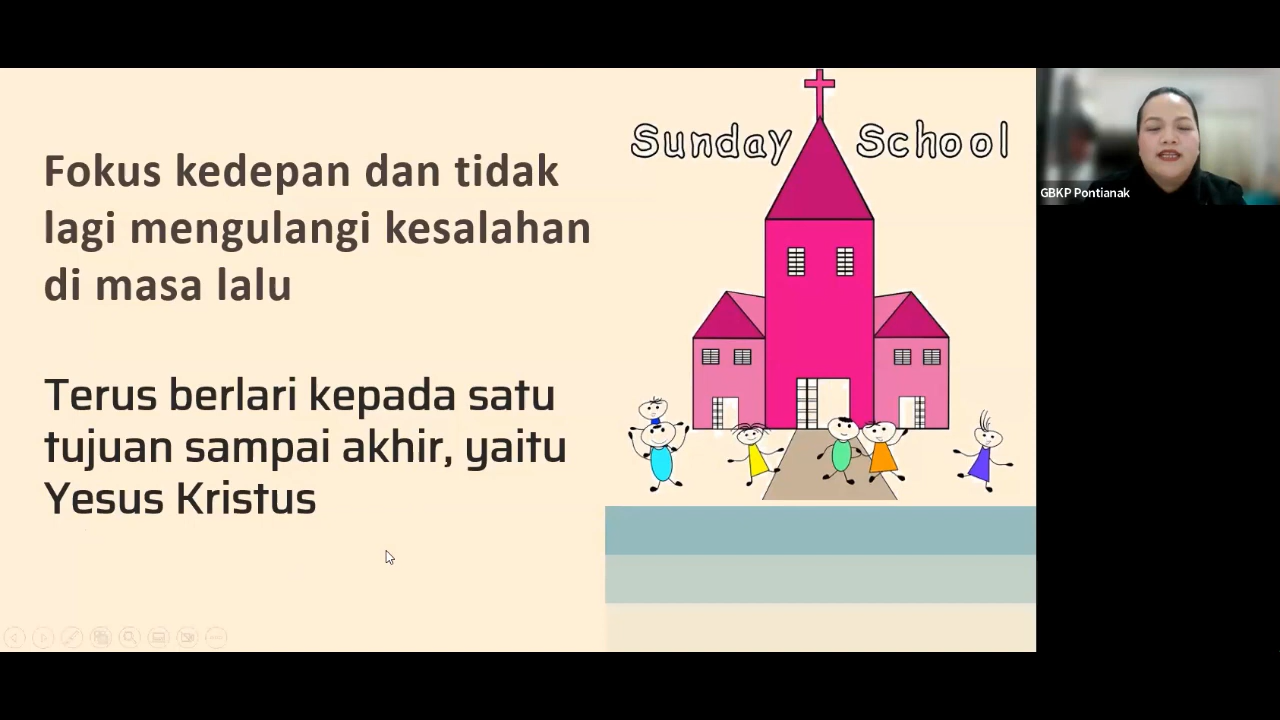 Sunday School
Fokus kedepan dan tidak
lagi mengulangi kesalahan
di masa lalu
Terus berlari kepada satu
tujuan sampai akhir, yaitu
Yesus Kristus
GBKP Pontianak